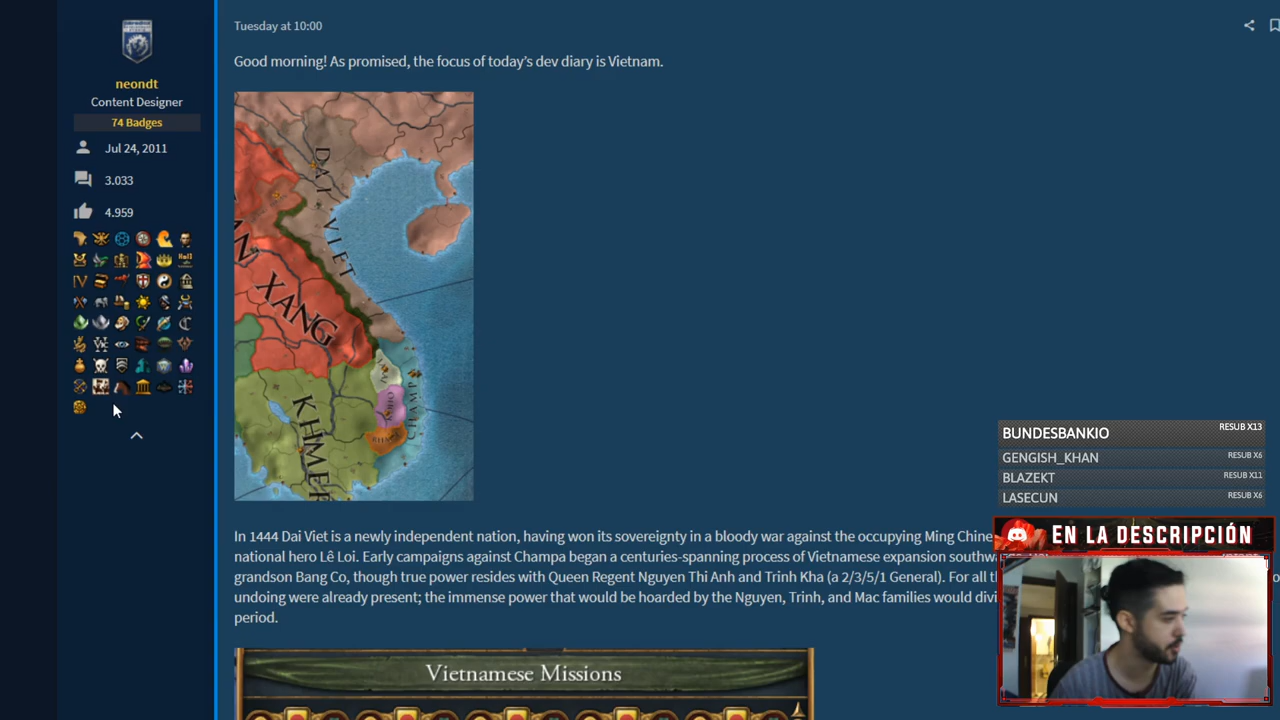 Tuesday at 10:00
neondt
Content Designer
74 Badges
Jul 24, 2011
3.033
4.959
Good morning! As promised, the focus of today's dev diary is Vietnam.
DAI VIET
XANG
KHMER
CHAMP
In 1444 Dai Viet is a newly independent nation, having won its sovereignty in a bloody war against the occupying Ming Chine
national hero Lê Loi. Early campaigns against Champa began a centuries-spanning process of Vietnamese expansion southwa
grandson Bang Co, though true power resides with Queen Regent Nguyen Thi Anh and Trinh Kha (a 2/3/5/1 General). For all th
undoing were already present; the immense power that would be hoarded by the Nguyen, Trinh, and Mac families would divi
period.
Vietnamese Missions
BUNDESBANKIO RESUB X13
GENGISH_KHAN RESUB X6
BLAZEKT RESUB X11
LASECUN RESUB X6
EN LA DESCRIPCIÓN